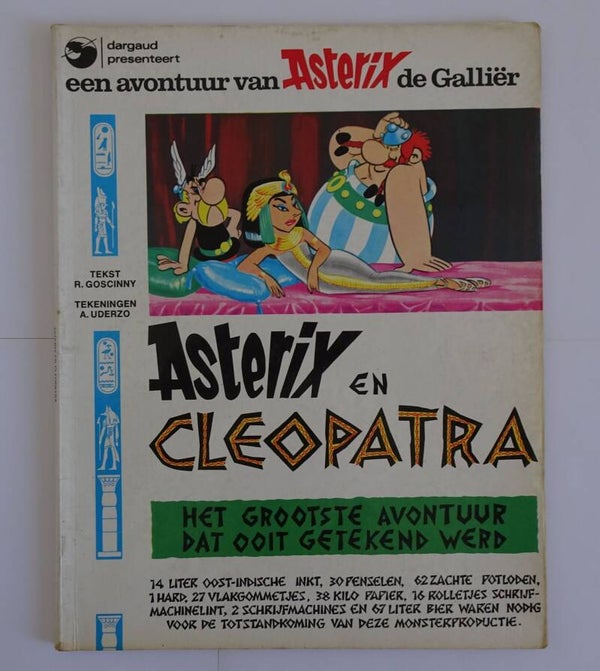 dargaud
presenteert
een avontuur van Asterix de Galliër
TEKST
R. GOSCINNY
TEKENINGEN
A. UDERZO
Asterix EN
CLEOPATRA
HET GROOTSTE AVONTUUR
DAT OOIT GETEKEND WERD
14 LITER OOST-INDISCHE INKT, 30 PENSELEN, 62 ZACHTE POTLODEN,
1 HARD, 27 VLAKGOMMETJES, 38 KILO PAPIER, 16 ROLLETJES SCHRIJF-
MACHINELINT, 2 SCHRIJFMACHINES EN 67 LITER BIER WAREN NODIG
VOOR DE TOTSTANDKOMING VAN DEZE MONSTERPRODUCTIE.